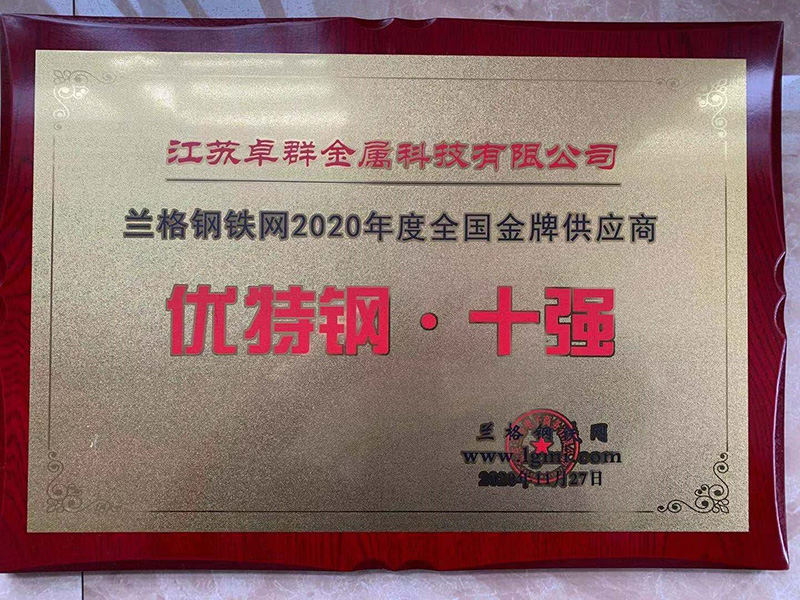 江苏卓群金属科技有限公司
兰格钢铁网2020年度全国金牌供应商
优特钢·十强
兰格钢铁网
www.lgmi.com
2020年11月27日